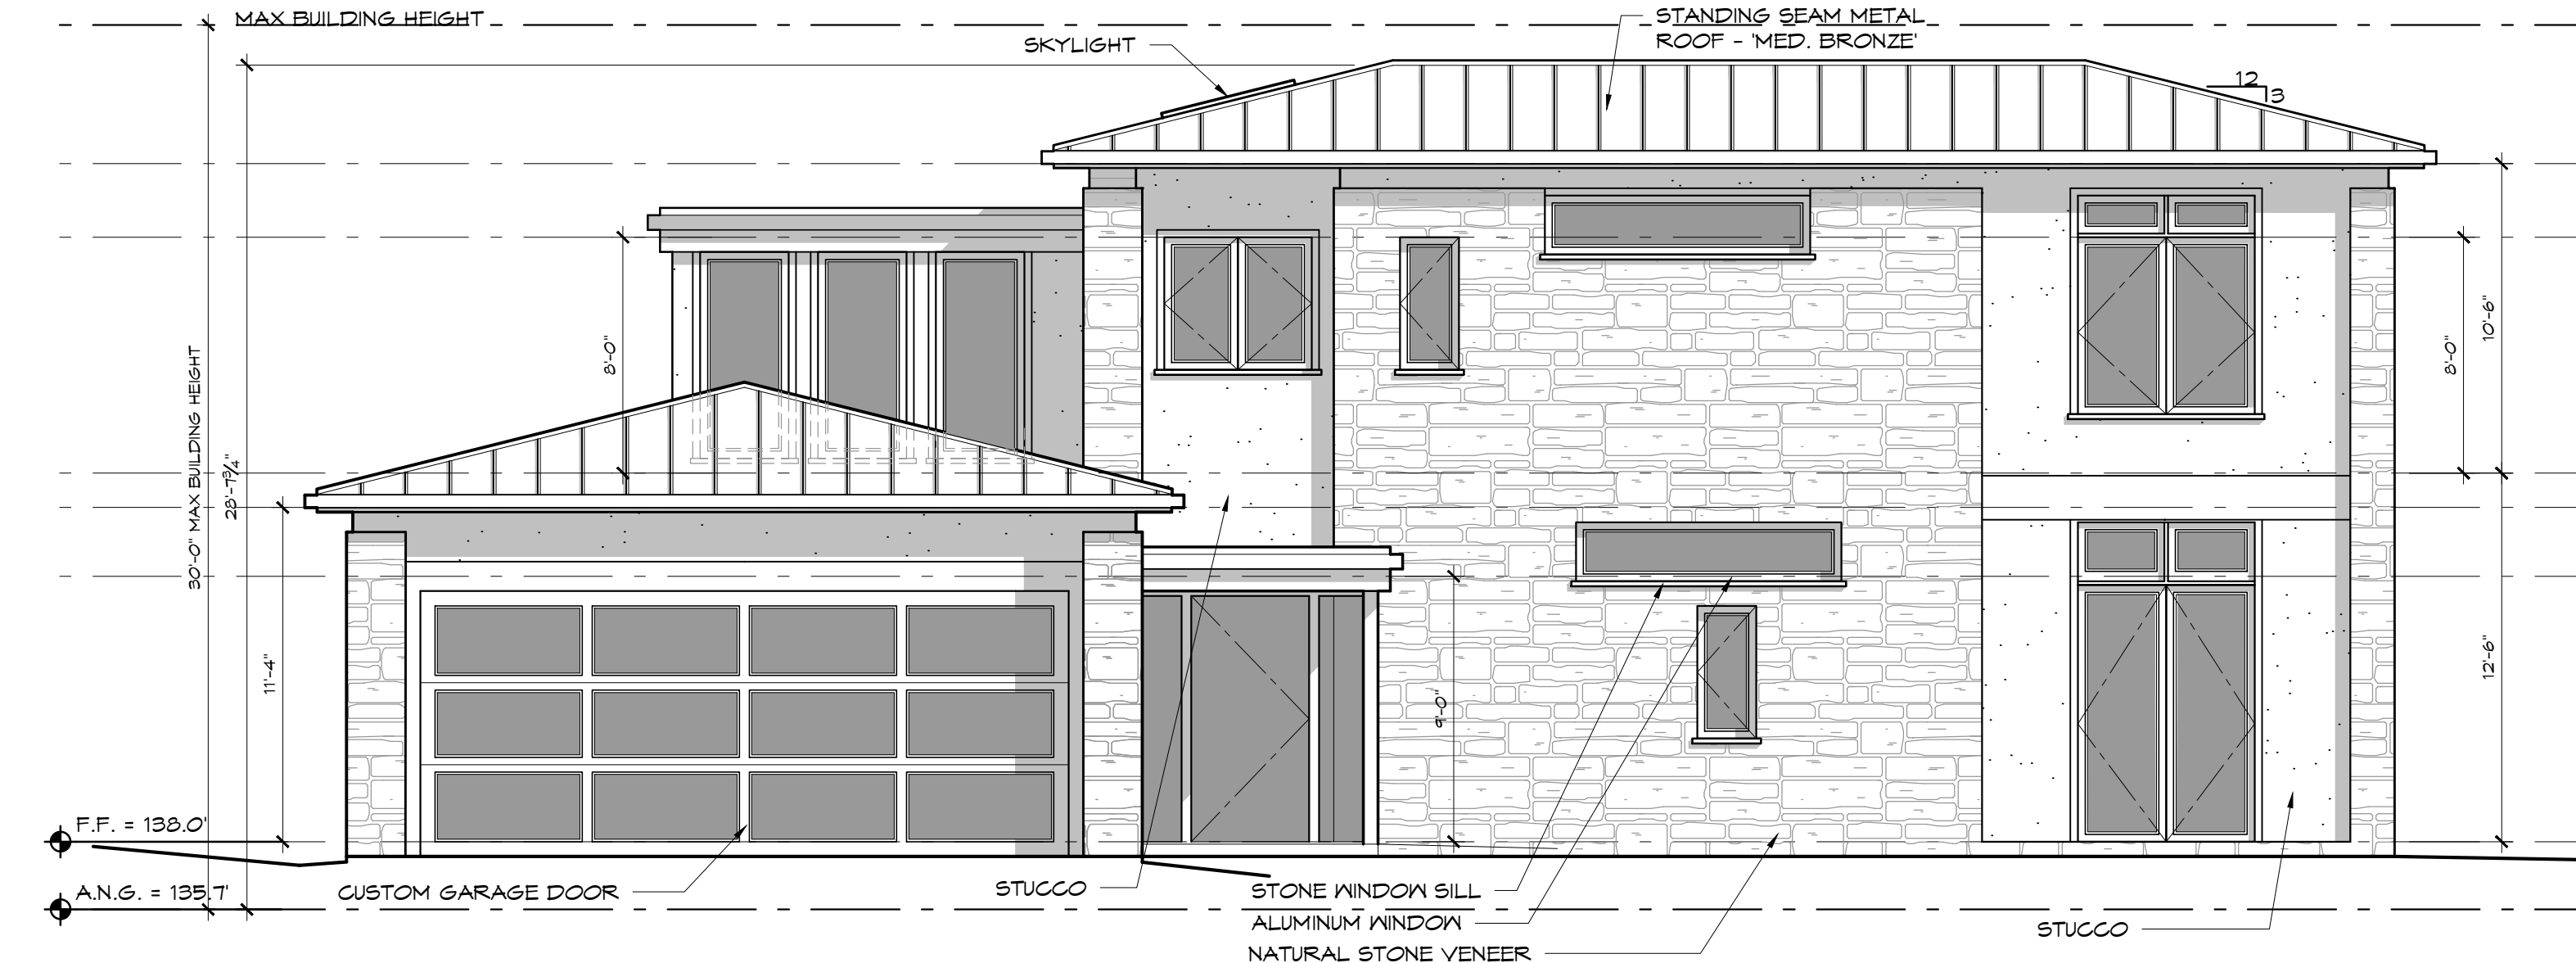 MAX BUILDING HEIGHT
STANDING SEAM METAL
ROOF - 'MED. BRONZE'
SKYLIGHT
12
3
8'-0"
10'-6"
8'-0"
30'-0" MAX BUILDING HEIGHT
28'-7¾"
11'-4"
12'-6"
9'-0"
F.F. = 138.0'
A.N.G. = 135.7'
CUSTOM GARAGE DOOR
STUCCO
STONE WINDOW SILL
ALUMINUM WINDOW
NATURAL STONE VENEER
STUCCO